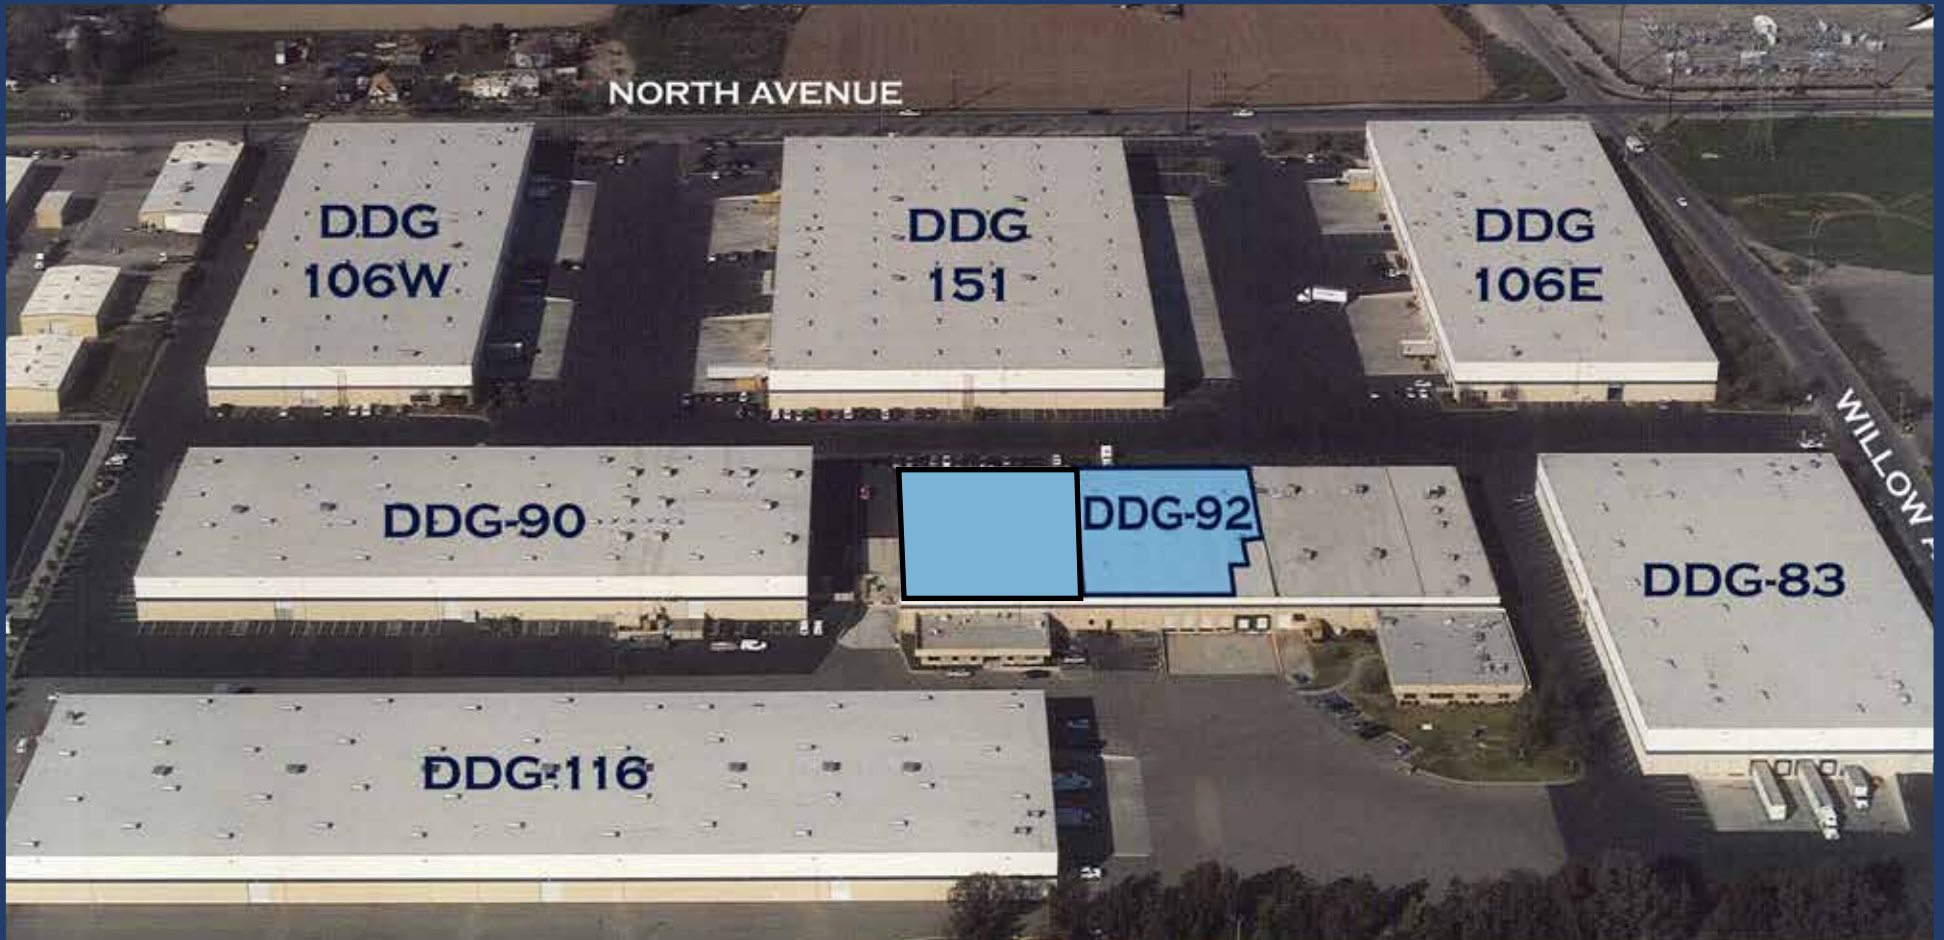 NORTH AVENUE
DDG
106W
DDG
151
DDG
106E
WILLOW
DDG-90
DDG-92
DDG-83
DDG-116